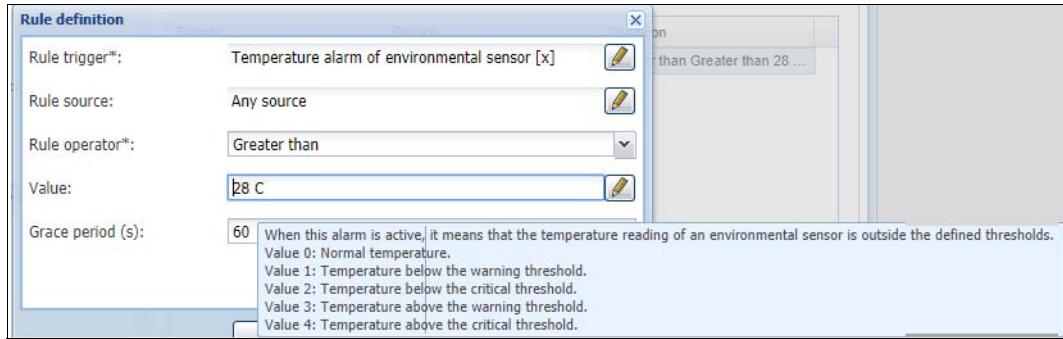 Rule definition
Rule trigger*: Temperature alarm of environmental sensor [x]
than Greater than 28 ...
Rule source: Any source
Rule operator*: Greater than
Value: 28 C
Grace period (s): 60
When this alarm is active, it means that the temperature reading of an environmental sensor is outside the defined thresholds.
Value 0: Normal temperature.
Value 1: Temperature below the warning threshold.
Value 2: Temperature below the critical threshold.
Value 3: Temperature above the warning threshold.
Value 4: Temperature above the critical threshold.